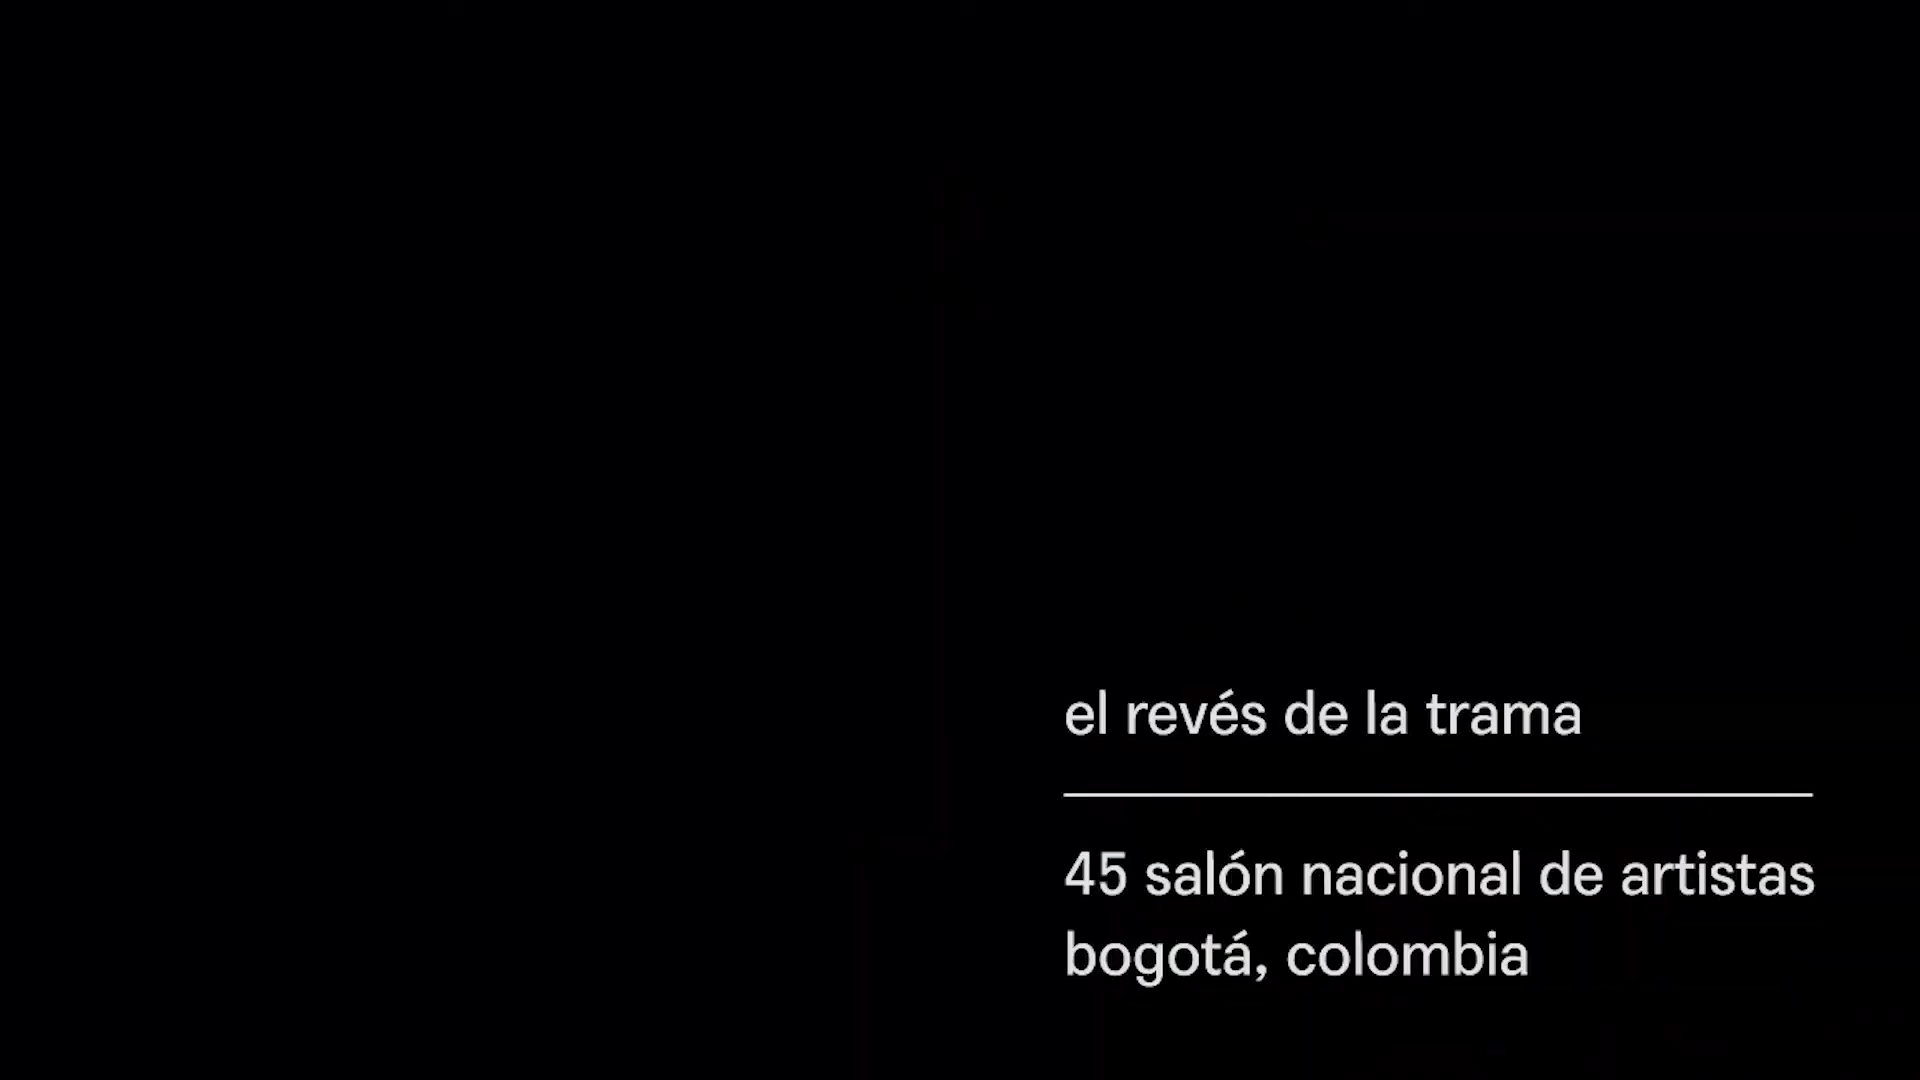 el revés de la trama
45 salón nacional de artistas
bogotá, colombia